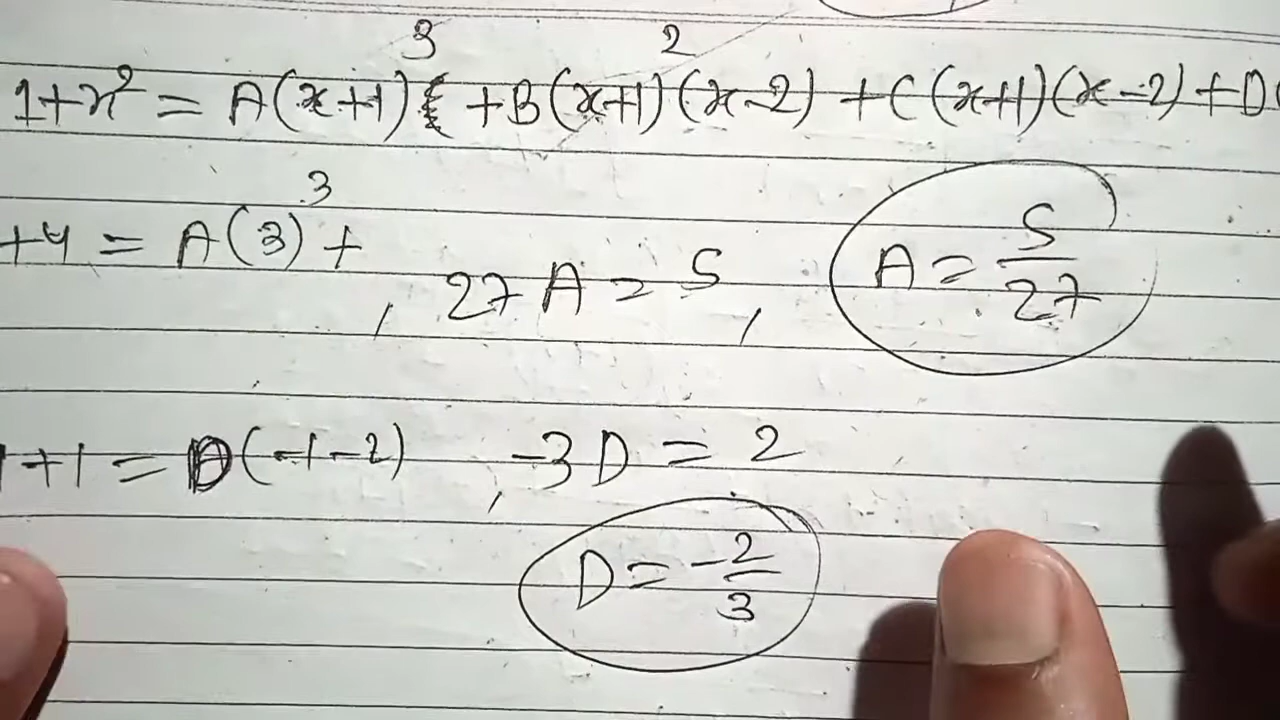 1+x² = A(x+1)³ + B(x+1)²(x-2) + C(x+1)(x-2) + D(
+4 = A(3)³ +
, 27A = 5, A = 5/27
1+1 = D(-1-2) , -3D = 2
D = -2/3